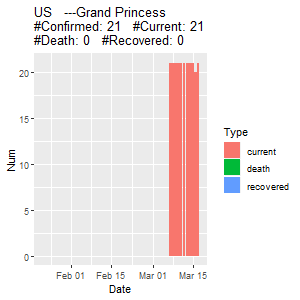 US   ---Grand Princess
#Confirmed: 21   #Current: 21
#Death: 0   #Recovered: 0
Num
20
15
10
5
0
Feb 01
Feb 15
Mar 01
Mar 15
Date
Type
current
death
recovered